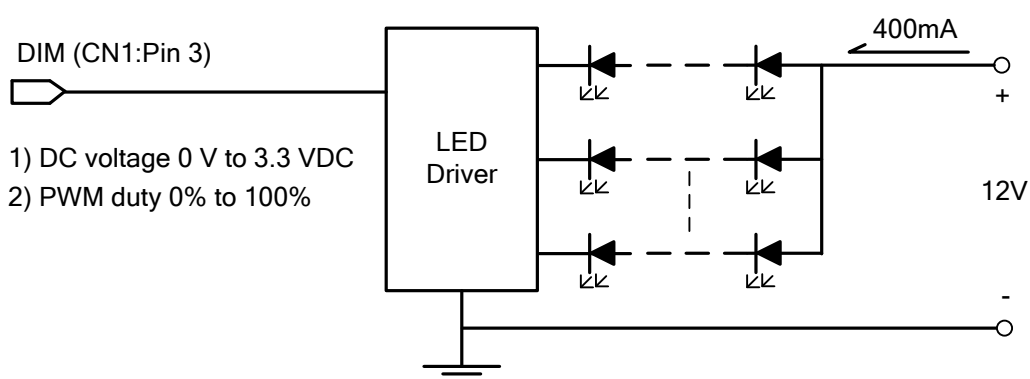 400mA
DIM (CN1:Pin 3)
+
1) DC voltage 0 V to 3.3 VDC
2) PWM duty 0% to 100%
LED
Driver
12V
-